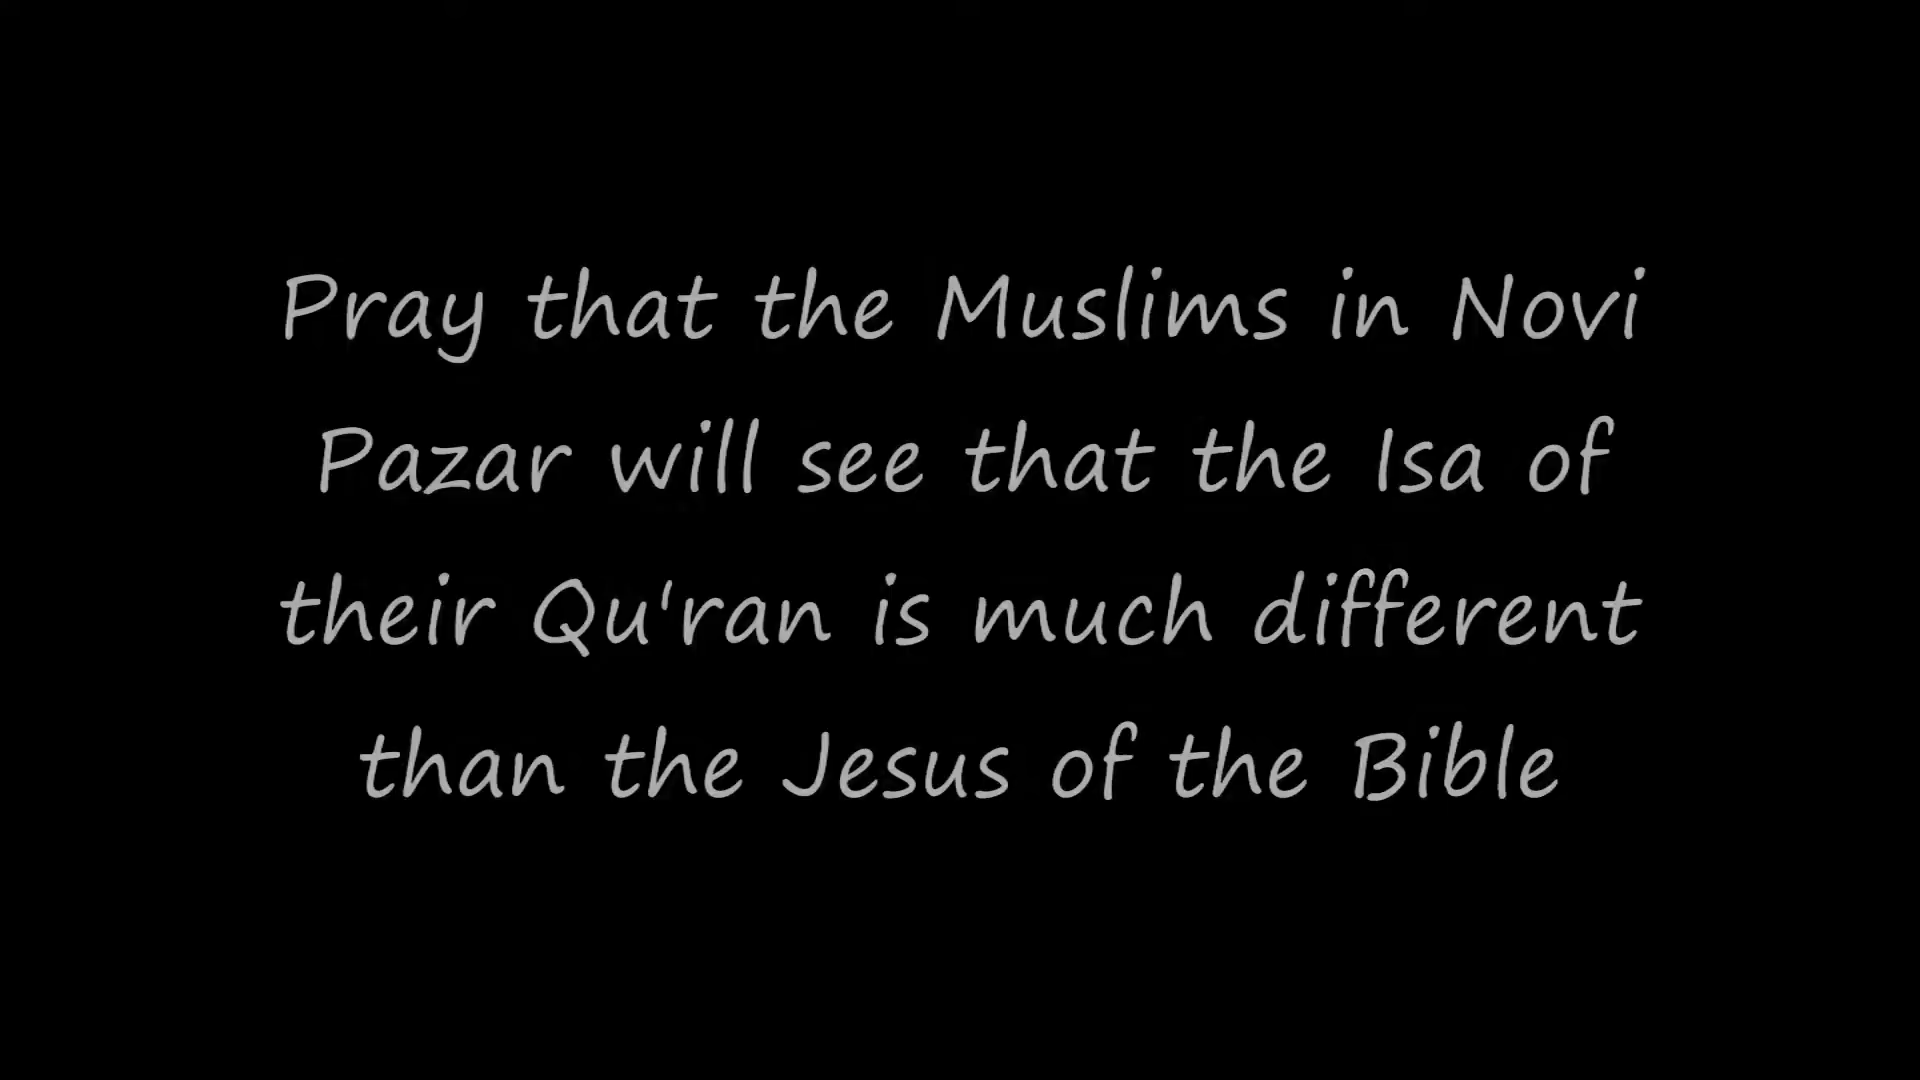 Pray that the Muslims in Novi
Pazar will see that the Isa of
their Qu'ran is much different
than the Jesus of the Bible